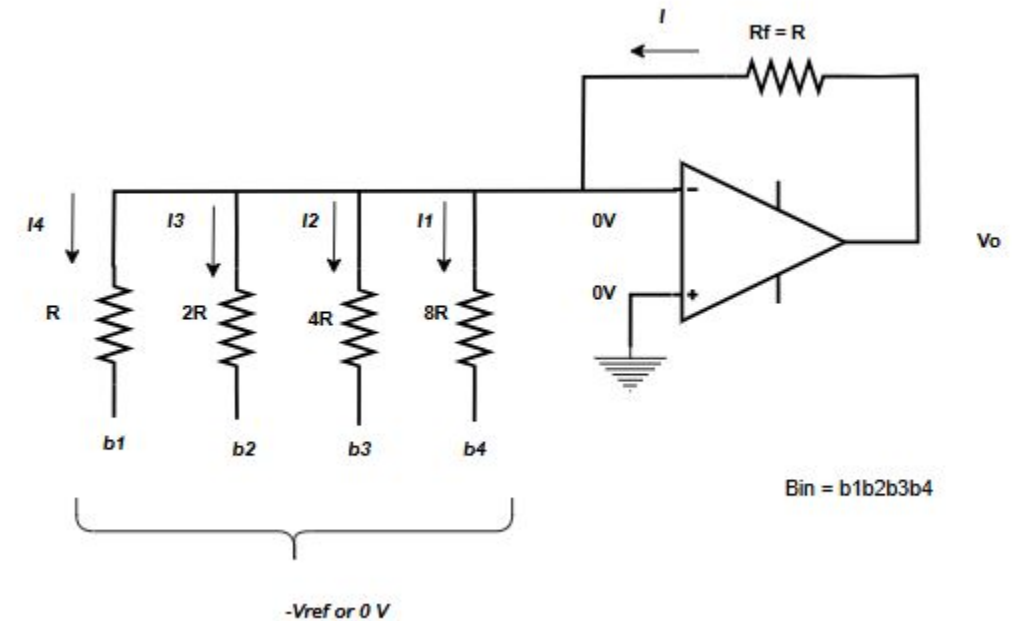 I
Rf = R
I4
I3
I2
I1
0V
-
Vo
R
2R
4R
8R
0V
+
b1
b2
b3
b4
Bin = b1b2b3b4
-Vref or 0 V